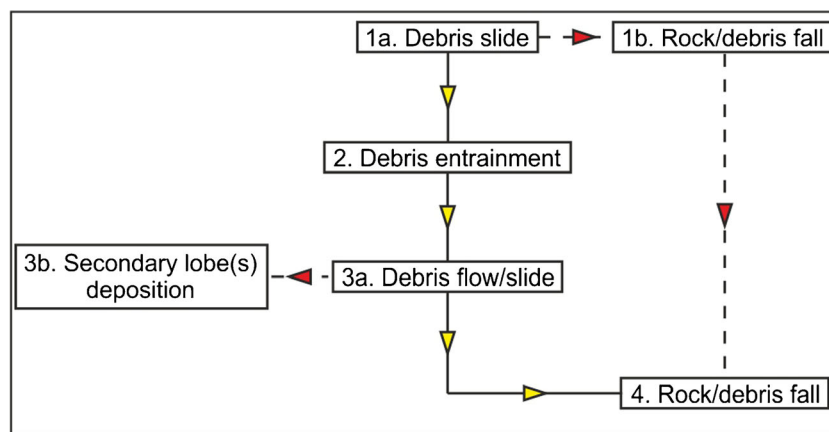 1a. Debris slide
1b. Rock/debris fall
2. Debris entrainment
3b. Secondary lobe(s)
deposition
3a. Debris flow/slide
4. Rock/debris fall